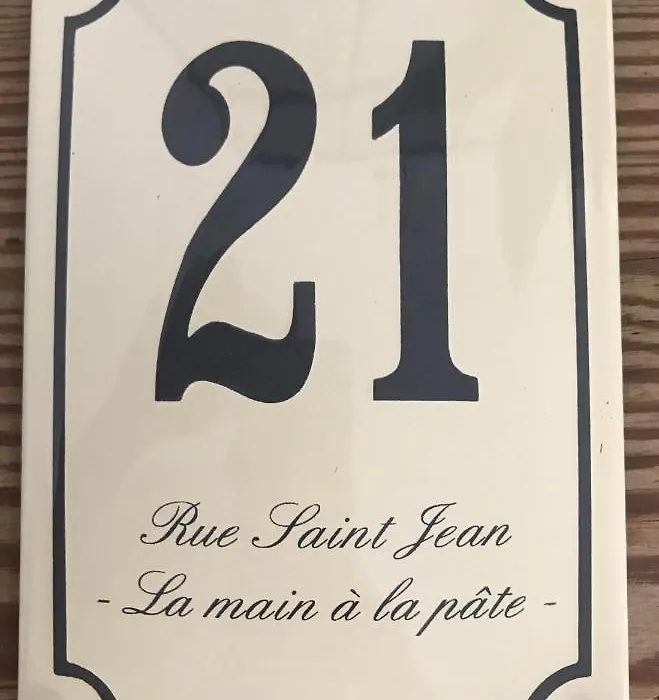 21
Rue Saint Jean
- La main à la pâte -